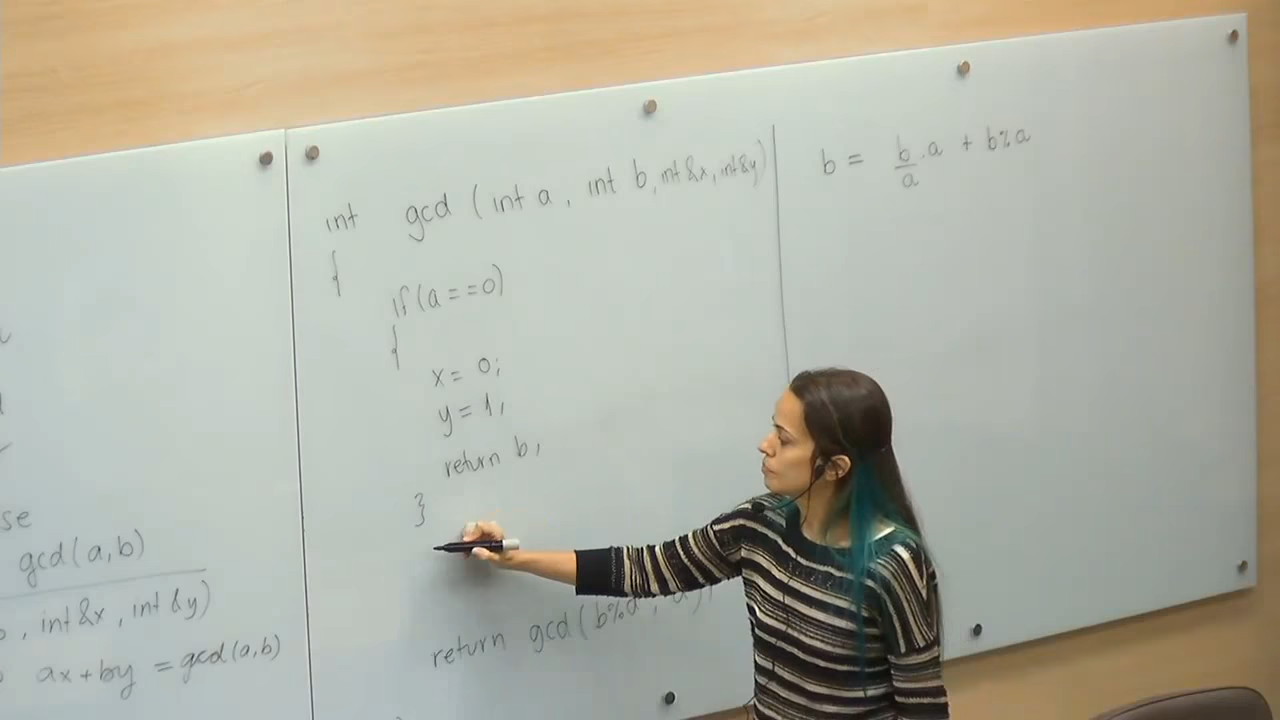 se
gcd(a,b)
, int &x, int &y)
ax+by = gcd(a,b)
int gcd (int a, int b, int &x, int &y)
{
if (a==0)
{
x = 0;
y = 1;
return b;
}
return gcd(b%a, a);
b = b/a . a + b%a